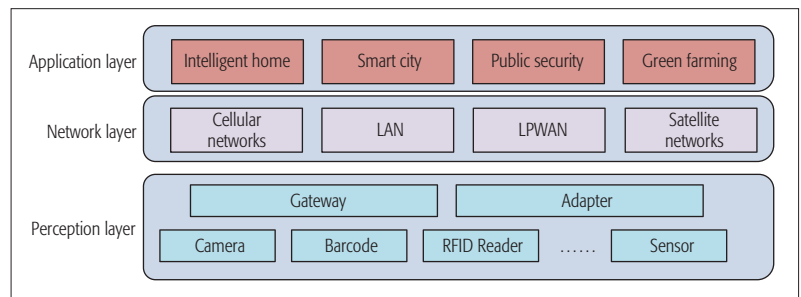 Application layer
Intelligent home
Smart city
Public security
Green farming
Network layer
Cellular
networks
LAN
LPWAN
Satellite
networks
Perception layer
Gateway
Adapter
Camera
Barcode
RFID Reader
......
Sensor